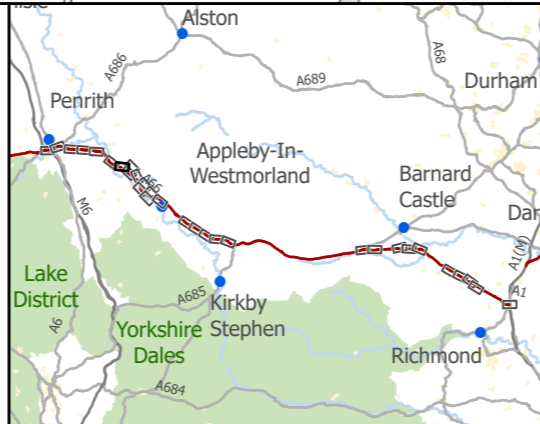 Alston
A686
A68
A689
Durham
Penrith
Appleby-In-
Westmorland
A66
Barnard
Castle
Dar
M6
A1(M)
Lake
District
A685
A1
Kirkby
Stephen
A6
Yorkshire
Dales
Richmond
A684